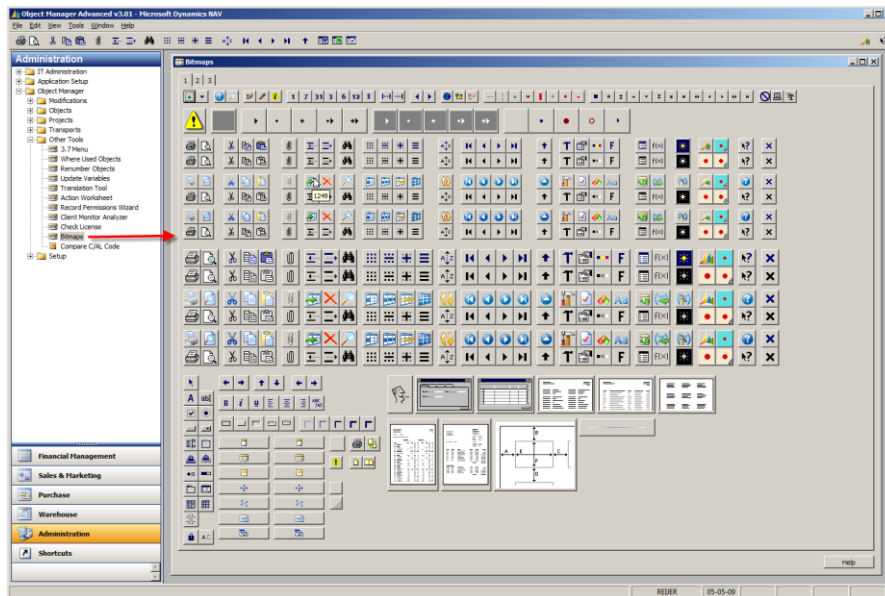 Object Manager Advanced v3.01 - Microsoft Dynamics NAV
File Edit View Tools Window Help
Administration
IT Administration
Application Setup
Object Manager
Modifications
Objects
Projects
Transports
Other Tools
3.7 Menu
Where Used Objects
Renumber Objects
Update Variables
Translation Tool
Action Worksheet
Record Permissions Wizard
Client Monitor Analyzer
Check License
Bitmaps
Compare C/AL Code
Setup
Financial Management
Sales & Marketing
Purchase
Warehouse
Administration
Shortcuts
Bitmaps
1 2 3
1 7 31 3 6 12
1249
Help
REIJER 05-05-09